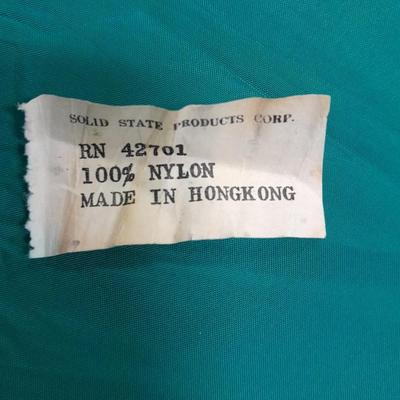 SOLID STATE PRODUCTS CORP.
RN 42701
100% NYLON
MADE IN HONGKONG